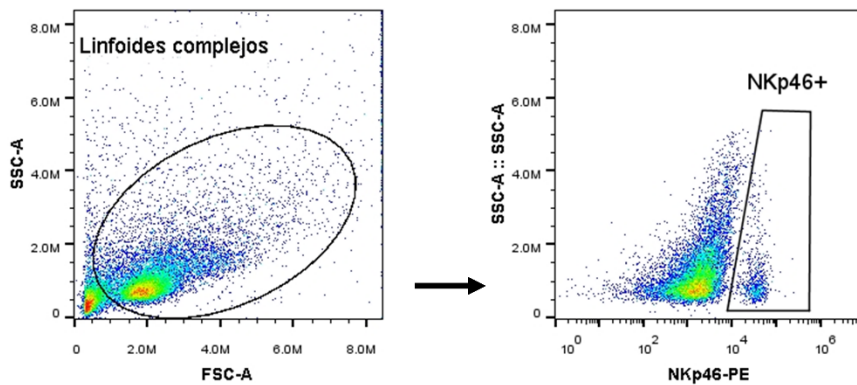 Linfoides complejos
8.0M
6.0M
4.0M
2.0M
0
SSC-A
0 2.0M 4.0M 6.0M 8.0M
FSC-A
NKp46+
8.0M
6.0M
4.0M
2.0M
0
SSC-A :: SSC-A
10^0 10^2 10^4 10^6
NKp46-PE